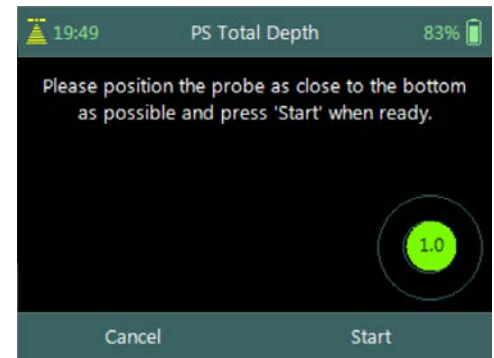 19:49 PS Total Depth 83%
Please position the probe as close to the bottom
as possible and press 'Start' when ready.
1.0
Cancel Start